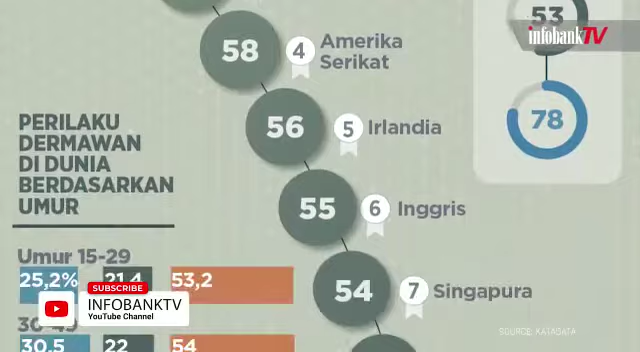 58
4
Amerika
Serikat
53
infobankTV
56
5
Irlandia
78
PERILAKU
DERMAWAN
DI DUNIA
BERDASARKAN
UMUR
55
6
Inggris
Umur 15-29
25,2%
21,4
53,2
54
7
Singapura
SUBSCRIBE
INFOBANKTV
YouTube Channel
30,5
22
54
SOURCE: KATADATA